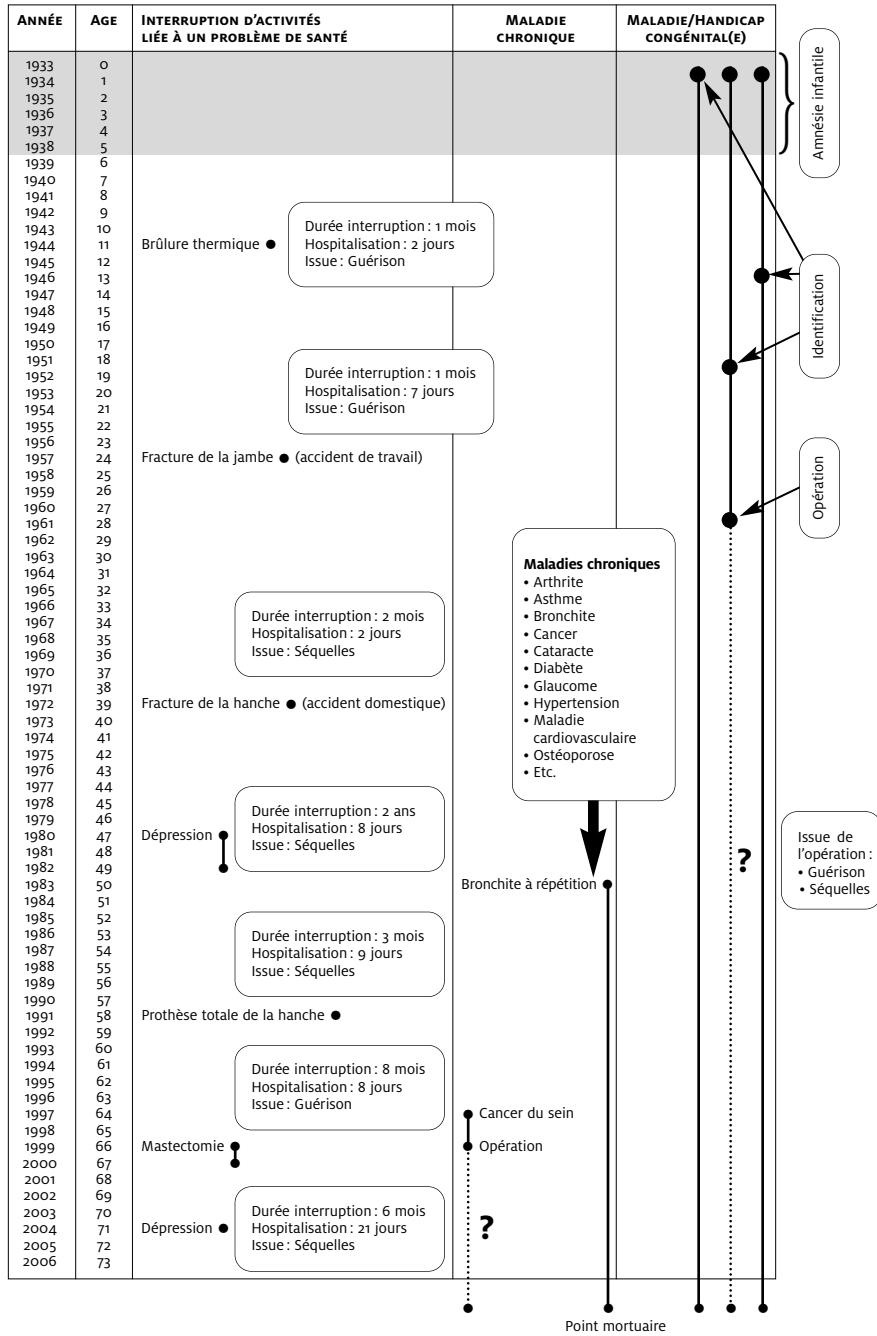 ANNÉE AGE INTERRUPTION D'ACTIVITÉS LIÉE À UN PROBLÈME DE SANTÉ MALADIE CHRONIQUE MALADIE/HANDICAP CONGÉNITAL(E)
1933 0
1934 1
1935 2
1936 3
1937 4
1938 5
Amnésie infantile
1939 6
1940 7
1941 8
1942 9
1943 10
1944 11 Brûlure thermique
Durée interruption : 1 mois
Hospitalisation : 2 jours
Issue : Guérison
1945 12
1946 13
1947 14
1948 15
Identification
1949 16
1950 17
1951 18
1952 19
1953 20
1954 21
Durée interruption : 1 mois
Hospitalisation : 7 jours
Issue : Guérison
1955 22
1956 23
1957 24 Fracture de la jambe (accident de travail)
1958 25
1959 26
1960 27
Opération
1961 28
1962 29
1963 30
1964 31
1965 32
1966 33
1967 34
1968 35
1969 36
Durée interruption : 2 mois
Hospitalisation : 2 jours
Issue : Séquelles
Maladies chroniques
• Arthrite
• Asthme
• Bronchite
• Cancer
• Cataracte
• Diabète
• Glaucome
• Hypertension
• Maladie
cardiovasculaire
• Ostéoporose
• Etc.
1970 37
1971 38
1972 39 Fracture de la hanche (accident domestique)
1973 40
1974 41
1975 42
1976 43
1977 44
1978 45
1979 46
1980 47 Dépression
Durée interruption : 2 ans
Hospitalisation : 8 jours
Issue : Séquelles
1981 48
?
Issue de
l'opération :
• Guérison
• Séquelles
1982 49
1983 50 Bronchite à répétition
1984 51
1985 52
1986 53
1987 54
1988 55
Durée interruption : 3 mois
Hospitalisation : 9 jours
Issue : Séquelles
1989 56
1990 57
1991 58 Prothèse totale de la hanche
1992 59
1993 60
1994 61
1995 62
1996 63
Durée interruption : 8 mois
Hospitalisation : 8 jours
Issue : Guérison
1997 64 Cancer du sein
1998 65
1999 66 Mastectomie Opération
2000 67
2001 68
2002 69
2003 70
2004 71 Dépression
Durée interruption : 6 mois
Hospitalisation : 21 jours
Issue : Séquelles
?
2005 72
2006 73
Point mortuaire